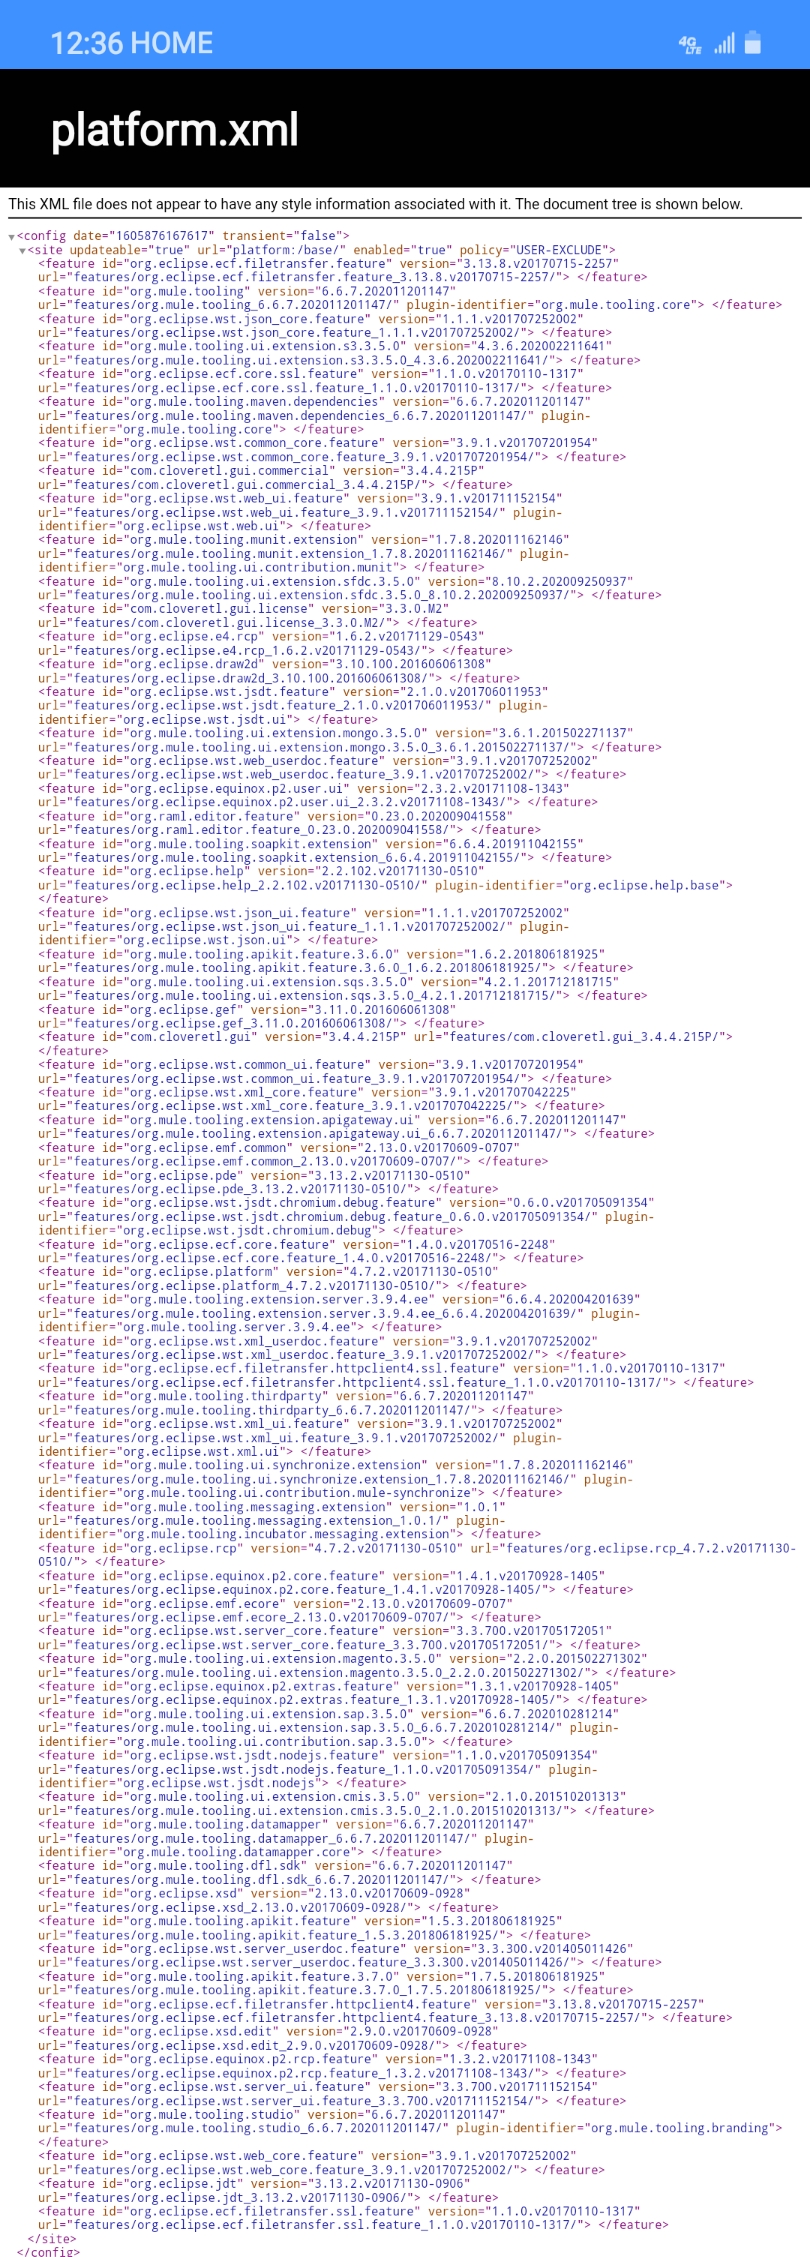 12:36 HOME
4G LTE
platform.xml
This XML file does not appear to have any style information associated with it. The document tree is shown below.
▼<config date="1605876167617" transient="false">
▼<site updateable="true" url="platform:/base/" enabled="true" policy="USER-EXCLUDE">
<feature id="org.eclipse.ecf.filetransfer.feature" version="3.13.8.v20170715-2257"
url="features/org.eclipse.ecf.filetransfer.feature_3.13.8.v20170715-2257/"> </feature>
<feature id="org.mule.tooling" version="6.6.7.202011201147"
url="features/org.mule.tooling_6.6.7.202011201147/" plugin-identifier="org.mule.tooling.core"> </feature>
<feature id="org.eclipse.wst.json_core.feature" version="1.1.1.v201707252002"
url="features/org.eclipse.wst.json_core.feature_1.1.1.v201707252002/"> </feature>
<feature id="org.mule.tooling.ui.extension.s3.3.5.0" version="4.3.6.202002211641"
url="features/org.mule.tooling.ui.extension.s3.3.5.0_4.3.6.202002211641/"> </feature>
<feature id="org.eclipse.ecf.core.ssl.feature" version="1.1.0.v20170110-1317"
url="features/org.eclipse.ecf.core.ssl.feature_1.1.0.v20170110-1317/"> </feature>
<feature id="org.mule.tooling.maven.dependencies" version="6.6.7.202011201147"
url="features/org.mule.tooling.maven.dependencies_6.6.7.202011201147/" plugin-
identifier="org.mule.tooling.core"> </feature>
<feature id="org.eclipse.wst.common_core.feature" version="3.9.1.v201707201954"
url="features/org.eclipse.wst.common_core.feature_3.9.1.v201707201954/"> </feature>
<feature id="com.cloveretl.gui.commercial" version="3.4.4.215P"
url="features/com.cloveretl.gui.commercial_3.4.4.215P/"> </feature>
<feature id="org.eclipse.wst.web_ui.feature" version="3.9.1.v201711152154"
url="features/org.eclipse.wst.web_ui.feature_3.9.1.v201711152154/" plugin-
identifier="org.eclipse.wst.web.ui"> </feature>
<feature id="org.mule.tooling.munit.extension" version="1.7.8.202011162146"
url="features/org.mule.tooling.munit.extension_1.7.8.202011162146/" plugin-
identifier="org.mule.tooling.ui.contribution.munit"> </feature>
<feature id="org.mule.tooling.ui.extension.sfdc.3.5.0" version="8.10.2.202009250937"
url="features/org.mule.tooling.ui.extension.sfdc.3.5.0_8.10.2.202009250937/"> </feature>
<feature id="com.cloveretl.gui.license" version="3.3.0.M2"
url="features/com.cloveretl.gui.license_3.3.0.M2/"> </feature>
<feature id="org.eclipse.e4.rcp" version="1.6.2.v20171129-0543"
url="features/org.eclipse.e4.rcp_1.6.2.v20171129-0543/"> </feature>
<feature id="org.eclipse.draw2d" version="3.10.100.201606061308"
url="features/org.eclipse.draw2d_3.10.100.201606061308/"> </feature>
<feature id="org.eclipse.wst.jsdt.feature" version="2.1.0.v201706011953"
url="features/org.eclipse.wst.jsdt.feature_2.1.0.v201706011953/" plugin-
identifier="org.eclipse.wst.jsdt.ui"> </feature>
<feature id="org.mule.tooling.ui.extension.mongo.3.5.0" version="3.6.1.201502271137"
url="features/org.mule.tooling.ui.extension.mongo.3.5.0_3.6.1.201502271137/"> </feature>
<feature id="org.eclipse.wst.web_userdoc.feature" version="3.9.1.v201707252002"
url="features/org.eclipse.wst.web_userdoc.feature_3.9.1.v201707252002/"> </feature>
<feature id="org.eclipse.equinox.p2.user.ui" version="2.3.2.v20171108-1343"
url="features/org.eclipse.equinox.p2.user.ui_2.3.2.v20171108-1343/"> </feature>
<feature id="org.raml.editor.feature" version="0.23.0.202009041558"
url="features/org.raml.editor.feature_0.23.0.202009041558/"> </feature>
<feature id="org.mule.tooling.soapkit.extension" version="6.6.4.201911042155"
url="features/org.mule.tooling.soapkit.extension_6.6.4.201911042155/"> </feature>
<feature id="org.eclipse.help" version="2.2.102.v20171130-0510"
url="features/org.eclipse.help_2.2.102.v20171130-0510/" plugin-identifier="org.eclipse.help.base">
</feature>
<feature id="org.eclipse.wst.json_ui.feature" version="1.1.1.v201707252002"
url="features/org.eclipse.wst.json_ui.feature_1.1.1.v201707252002/" plugin-
identifier="org.eclipse.wst.json.ui"> </feature>
<feature id="org.mule.tooling.apikit.feature.3.6.0" version="1.6.2.201806181925"
url="features/org.mule.tooling.apikit.feature.3.6.0_1.6.2.201806181925/"> </feature>
<feature id="org.mule.tooling.ui.extension.sqs.3.5.0" version="4.2.1.201712181715"
url="features/org.mule.tooling.ui.extension.sqs.3.5.0_4.2.1.201712181715/"> </feature>
<feature id="org.eclipse.gef" version="3.11.0.201606061308"
url="features/org.eclipse.gef_3.11.0.201606061308/"> </feature>
<feature id="com.cloveretl.gui" version="3.4.4.215P" url="features/com.cloveretl.gui_3.4.4.215P/">
</feature>
<feature id="org.eclipse.wst.common_ui.feature" version="3.9.1.v201707201954"
url="features/org.eclipse.wst.common_ui.feature_3.9.1.v201707201954/"> </feature>
<feature id="org.eclipse.wst.xml_core.feature" version="3.9.1.v201707042225"
url="features/org.eclipse.wst.xml_core.feature_3.9.1.v201707042225/"> </feature>
<feature id="org.mule.tooling.extension.apigateway.ui" version="6.6.7.202011201147"
url="features/org.mule.tooling.extension.apigateway.ui_6.6.7.202011201147/"> </feature>
<feature id="org.eclipse.emf.common" version="2.13.0.v20170609-0707"
url="features/org.eclipse.emf.common_2.13.0.v20170609-0707/"> </feature>
<feature id="org.eclipse.pde" version="3.13.2.v20171130-0510"
url="features/org.eclipse.pde_3.13.2.v20171130-0510/"> </feature>
<feature id="org.eclipse.wst.jsdt.chromium.debug.feature" version="0.6.0.v201705091354"
url="features/org.eclipse.wst.jsdt.chromium.debug.feature_0.6.0.v201705091354/" plugin-
identifier="org.eclipse.wst.jsdt.chromium.debug"> </feature>
<feature id="org.eclipse.ecf.core.feature" version="1.4.0.v20170516-2248"
url="features/org.eclipse.ecf.core.feature_1.4.0.v20170516-2248/"> </feature>
<feature id="org.eclipse.platform" version="4.7.2.v20171130-0510"
url="features/org.eclipse.platform_4.7.2.v20171130-0510/"> </feature>
<feature id="org.mule.tooling.extension.server.3.9.4.ee" version="6.6.4.202004201639"
url="features/org.mule.tooling.extension.server.3.9.4.ee_6.6.4.202004201639/" plugin-
identifier="org.mule.tooling.server.3.9.4.ee"> </feature>
<feature id="org.eclipse.wst.xml_userdoc.feature" version="3.9.1.v201707252002"
url="features/org.eclipse.wst.xml_userdoc.feature_3.9.1.v201707252002/"> </feature>
<feature id="org.eclipse.ecf.filetransfer.httpclient4.ssl.feature" version="1.1.0.v20170110-1317"
url="features/org.eclipse.ecf.filetransfer.httpclient4.ssl.feature_1.1.0.v20170110-1317/"> </feature>
<feature id="org.mule.tooling.thirdparty" version="6.6.7.202011201147"
url="features/org.mule.tooling.thirdparty_6.6.7.202011201147/"> </feature>
<feature id="org.eclipse.wst.xml_ui.feature" version="3.9.1.v201707252002"
url="features/org.eclipse.wst.xml_ui.feature_3.9.1.v201707252002/" plugin-
identifier="org.eclipse.wst.xml.ui"> </feature>
<feature id="org.mule.tooling.ui.synchronize.extension" version="1.7.8.202011162146"
url="features/org.mule.tooling.ui.synchronize.extension_1.7.8.202011162146/" plugin-
identifier="org.mule.tooling.ui.contribution.mule-synchronize"> </feature>
<feature id="org.mule.tooling.messaging.extension" version="1.0.1"
url="features/org.mule.tooling.messaging.extension_1.0.1/" plugin-
identifier="org.mule.tooling.incubator.messaging.extension"> </feature>
<feature id="org.eclipse.rcp" version="4.7.2.v20171130-0510" url="features/org.eclipse.rcp_4.7.2.v20171130-
0510/"> </feature>
<feature id="org.eclipse.equinox.p2.core.feature" version="1.4.1.v20170928-1405"
url="features/org.eclipse.equinox.p2.core.feature_1.4.1.v20170928-1405/"> </feature>
<feature id="org.eclipse.emf.ecore" version="2.13.0.v20170609-0707"
url="features/org.eclipse.emf.ecore_2.13.0.v20170609-0707/"> </feature>
<feature id="org.eclipse.wst.server_core.feature" version="3.3.700.v201705172051"
url="features/org.eclipse.wst.server_core.feature_3.3.700.v201705172051/"> </feature>
<feature id="org.mule.tooling.ui.extension.magento.3.5.0" version="2.2.0.201502271302"
url="features/org.mule.tooling.ui.extension.magento.3.5.0_2.2.0.201502271302/"> </feature>
<feature id="org.eclipse.equinox.p2.extras.feature" version="1.3.1.v20170928-1405"
url="features/org.eclipse.equinox.p2.extras.feature_1.3.1.v20170928-1405/"> </feature>
<feature id="org.mule.tooling.ui.extension.sap.3.5.0" version="6.6.7.202010281214"
url="features/org.mule.tooling.ui.extension.sap.3.5.0_6.6.7.202010281214/" plugin-
identifier="org.mule.tooling.ui.contribution.sap.3.5.0"> </feature>
<feature id="org.eclipse.wst.jsdt.nodejs.feature" version="1.1.0.v201705091354"
url="features/org.eclipse.wst.jsdt.nodejs.feature_1.1.0.v201705091354/" plugin-
identifier="org.eclipse.wst.jsdt.nodejs"> </feature>
<feature id="org.mule.tooling.ui.extension.cmis.3.5.0" version="2.1.0.201510201313"
url="features/org.mule.tooling.ui.extension.cmis.3.5.0_2.1.0.201510201313/"> </feature>
<feature id="org.mule.tooling.datamapper" version="6.6.7.202011201147"
url="features/org.mule.tooling.datamapper_6.6.7.202011201147/" plugin-
identifier="org.mule.tooling.datamapper.core"> </feature>
<feature id="org.mule.tooling.dfl.sdk" version="6.6.7.202011201147"
url="features/org.mule.tooling.dfl.sdk_6.6.7.202011201147/"> </feature>
<feature id="org.eclipse.xsd" version="2.13.0.v20170609-0928"
url="features/org.eclipse.xsd_2.13.0.v20170609-0928/"> </feature>
<feature id="org.mule.tooling.apikit.feature" version="1.5.3.201806181925"
url="features/org.mule.tooling.apikit.feature_1.5.3.201806181925/"> </feature>
<feature id="org.eclipse.wst.server_userdoc.feature" version="3.3.300.v201405011426"
url="features/org.eclipse.wst.server_userdoc.feature_3.3.300.v201405011426/"> </feature>
<feature id="org.mule.tooling.apikit.feature.3.7.0" version="1.7.5.201806181925"
url="features/org.mule.tooling.apikit.feature.3.7.0_1.7.5.201806181925/"> </feature>
<feature id="org.eclipse.ecf.filetransfer.httpclient4.feature" version="3.13.8.v20170715-2257"
url="features/org.eclipse.ecf.filetransfer.httpclient4.feature_3.13.8.v20170715-2257/"> </feature>
<feature id="org.eclipse.xsd.edit" version="2.9.0.v20170609-0928"
url="features/org.eclipse.xsd.edit_2.9.0.v20170609-0928/"> </feature>
<feature id="org.eclipse.equinox.p2.rcp.feature" version="1.3.2.v20171108-1343"
url="features/org.eclipse.equinox.p2.rcp.feature_1.3.2.v20171108-1343/"> </feature>
<feature id="org.eclipse.wst.server_ui.feature" version="3.3.700.v201711152154"
url="features/org.eclipse.wst.server_ui.feature_3.3.700.v201711152154/"> </feature>
<feature id="org.mule.tooling.studio" version="6.6.7.202011201147"
url="features/org.mule.tooling.studio_6.6.7.202011201147/" plugin-identifier="org.mule.tooling.branding">
</feature>
<feature id="org.eclipse.wst.web_core.feature" version="3.9.1.v201707252002"
url="features/org.eclipse.wst.web_core.feature_3.9.1.v201707252002/"> </feature>
<feature id="org.eclipse.jdt" version="3.13.2.v20171130-0906"
url="features/org.eclipse.jdt_3.13.2.v20171130-0906/"> </feature>
<feature id="org.eclipse.ecf.filetransfer.ssl.feature" version="1.1.0.v20170110-1317"
url="features/org.eclipse.ecf.filetransfer.ssl.feature_1.1.0.v20170110-1317/"> </feature>
</site>
</config>